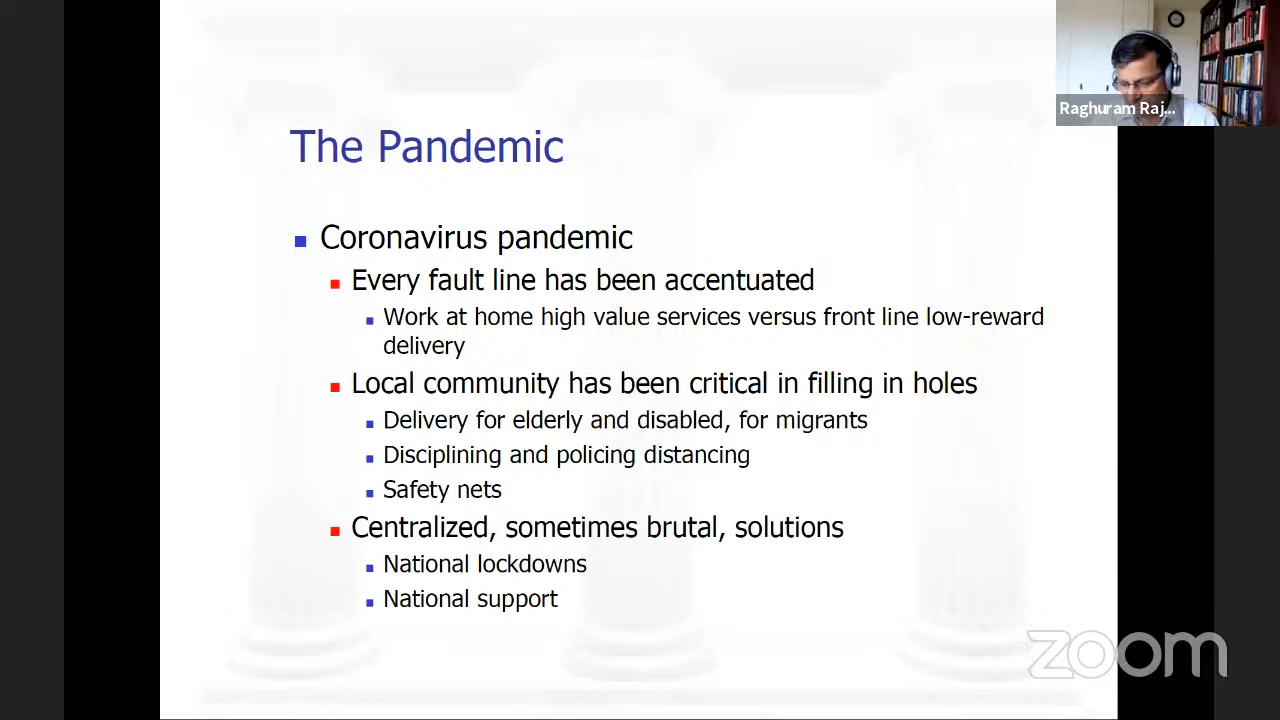 Raghuram Raj...
The Pandemic
Coronavirus pandemic
Every fault line has been accentuated
Work at home high value services versus front line low-reward
delivery
Local community has been critical in filling in holes
Delivery for elderly and disabled, for migrants
Disciplining and policing distancing
Safety nets
Centralized, sometimes brutal, solutions
National lockdowns
National support
zoom